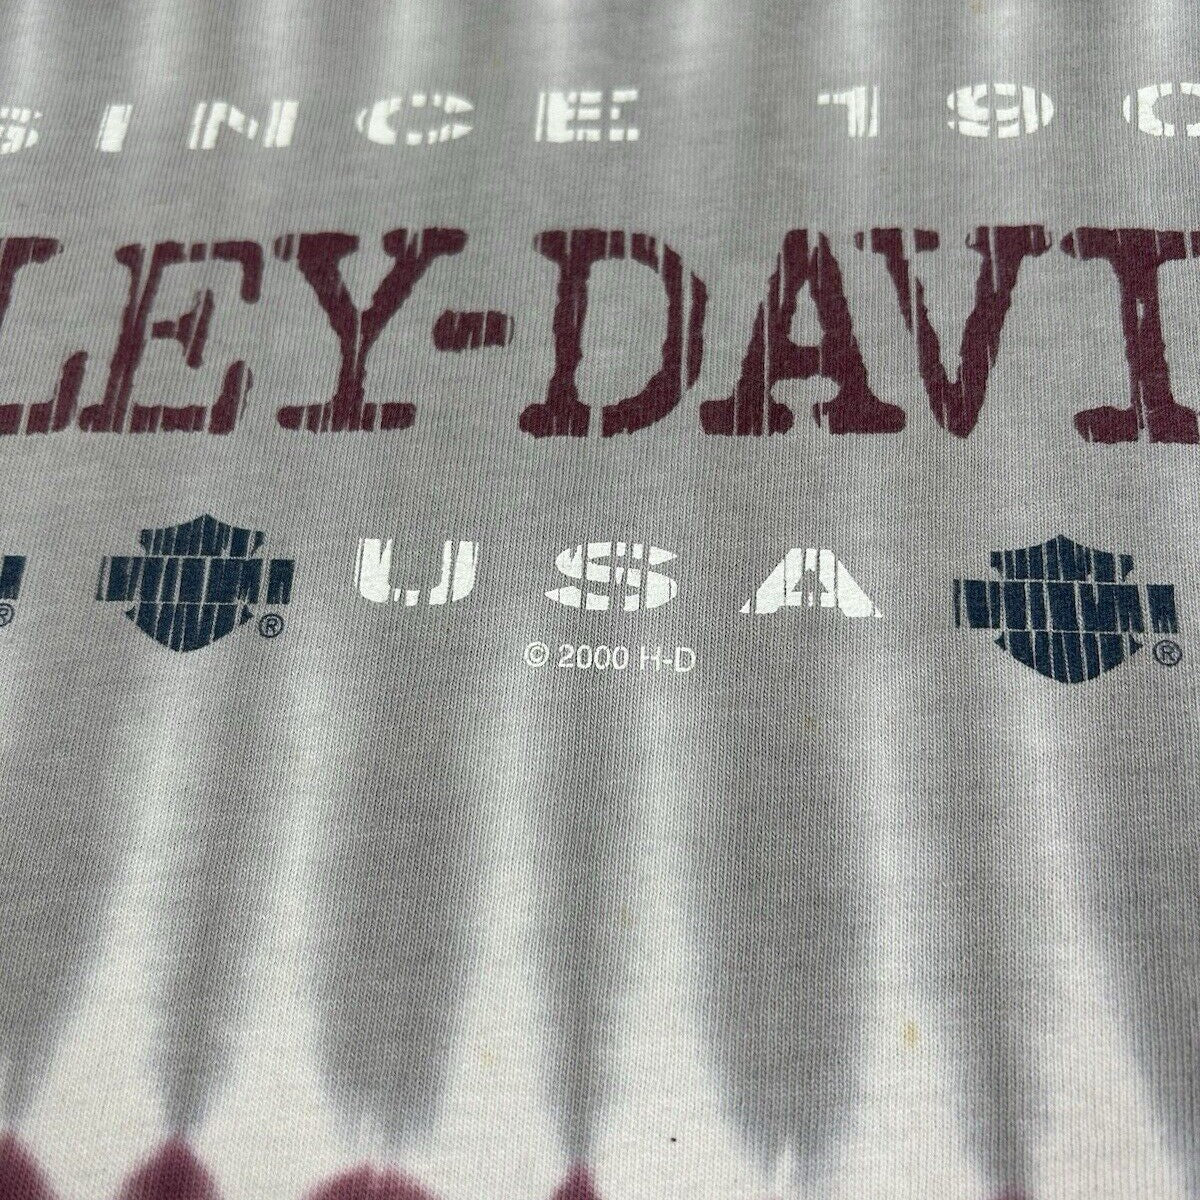 SINCE 190
LEY-DAVI
® USA ®
© 2000 H-D